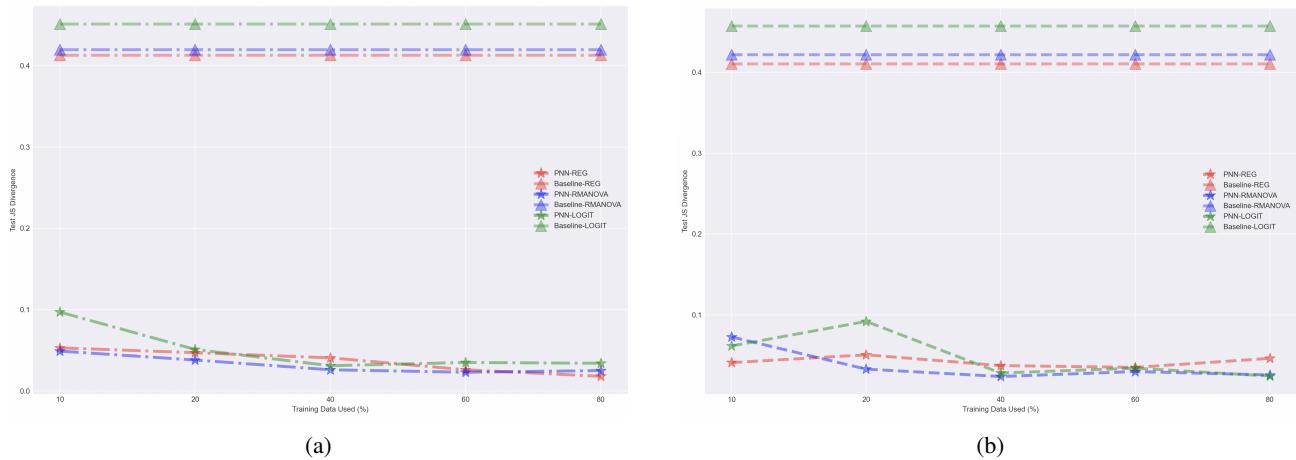 0.4
0.3
0.2
0.1
0.0
Test JS Divergence
10
20
40
60
80
Training Data Used (%)
PNN-REG
Baseline-REG
PNN-RMANOVA
Baseline-RMANOVA
PNN-LOGIT
Baseline-LOGIT
(a)
0.4
0.3
0.2
0.1
Test JS Divergence
10
20
40
60
80
Training Data Used (%)
PNN-REG
Baseline-REG
PNN-RMANOVA
Baseline-RMANOVA
PNN-LOGIT
Baseline-LOGIT
(b)